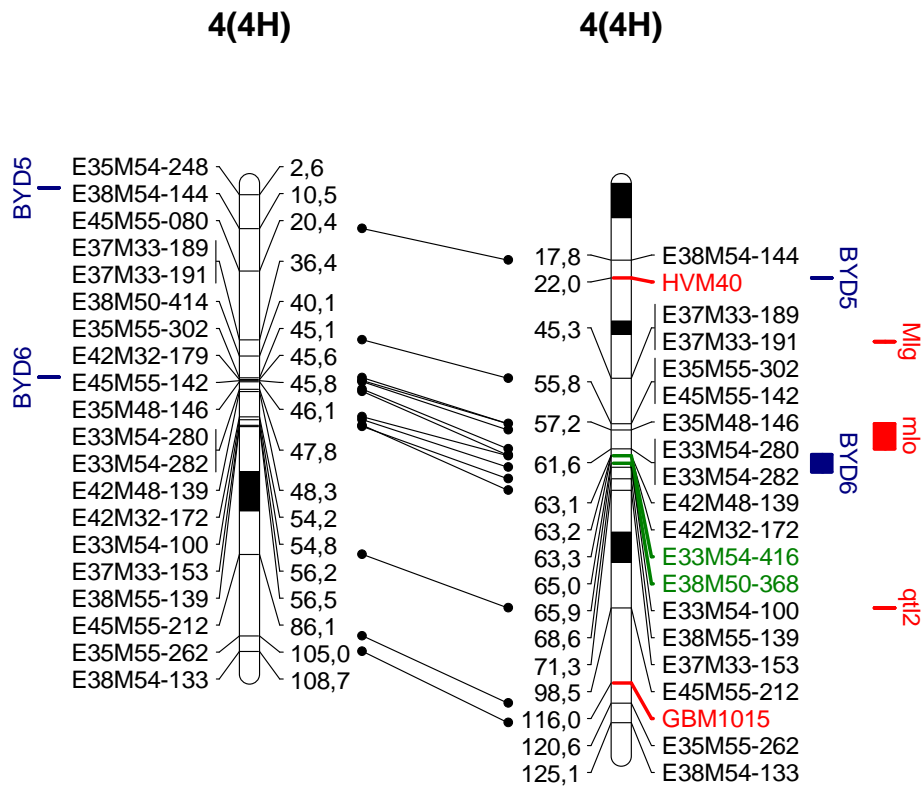 4(4H)
4(4H)
BYD5
BYD6
E35M54-248
E38M54-144
E45M55-080
E37M33-189
E37M33-191
E38M50-414
E35M55-302
E42M32-179
E45M55-142
E35M48-146
E33M54-280
E33M54-282
E42M48-139
E42M32-172
E33M54-100
E37M33-153
E38M55-139
E45M55-212
E35M55-262
E38M54-133
2,6
10,5
20,4
36,4
40,1
45,1
45,6
45,8
46,1
47,8
48,3
54,2
54,8
56,2
56,5
86,1
105,0
108,7
17,8
22,0
45,3
55,8
57,2
61,6
63,1
63,2
63,3
65,0
65,9
68,6
71,3
98,5
116,0
120,6
125,1
E38M54-144
HVM40
E37M33-189
E37M33-191
E35M55-302
E45M55-142
E35M48-146
E33M54-280
E33M54-282
E42M48-139
E42M32-172
E33M54-416
E38M50-368
E33M54-100
E38M55-139
E37M33-153
E45M55-212
GBM1015
E35M55-262
E38M54-133
BYD5
BYD6
Mlg
mlo
qtl2